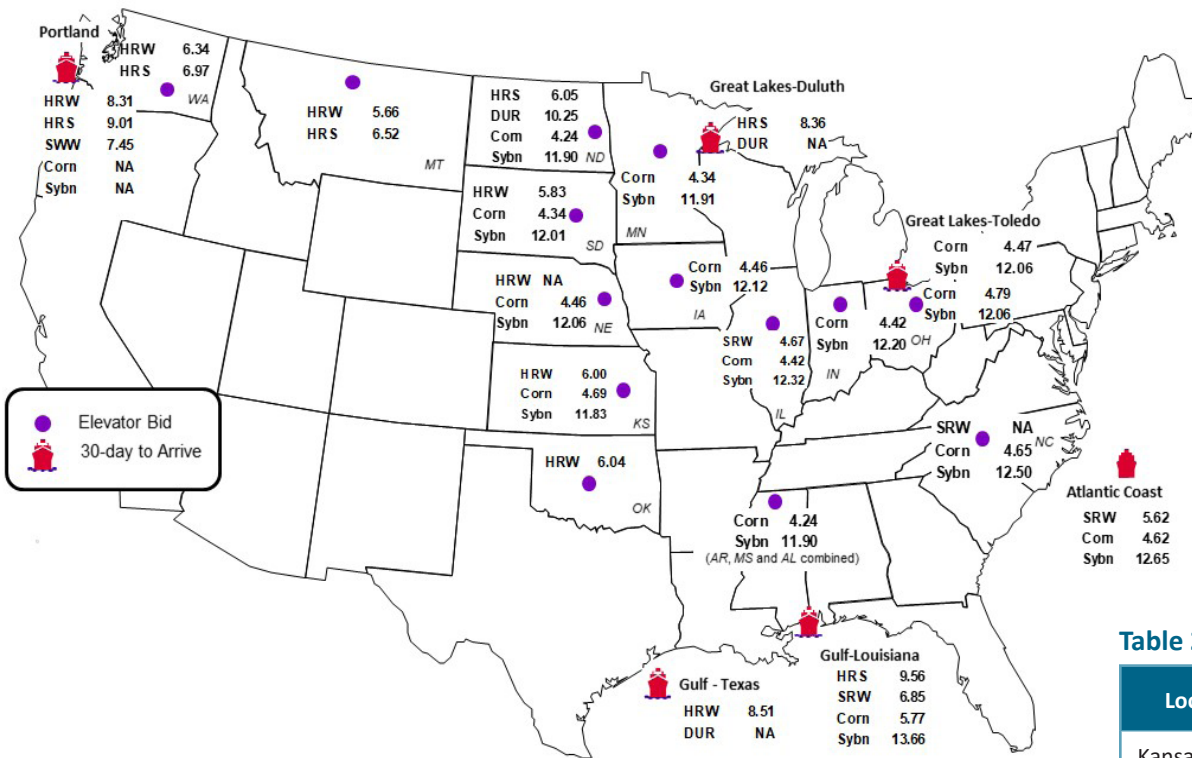 Portland
HRW 8.31
HRS 9.01
SWW 7.45
Corn NA
Sybn NA
HRW 6.34
HRS 6.97
WA
HRW 5.66
HRS 6.52
MT
HRS 6.05
DUR 10.25
Corn 4.24
Sybn 11.90 ND
HRW 5.83
Corn 4.34
Sybn 12.01
SD
HRW NA
Corn 4.46
Sybn 12.06 NE
HRW 6.00
Corn 4.69
Sybn 11.83
KS
HRW 6.04
OK
Corn 4.34
Sybn 11.91
MN
Great Lakes-Duluth
HRS 8.36
DUR NA
Corn 4.46
Sybn 12.12
IA
SRW 4.67
Corn 4.42
Sybn 12.32
IL
Great Lakes-Toledo
Corn 4.47
Sybn 12.06
Corn 4.79
Sybn 12.06
OH
Corn 4.42
Sybn 12.20
IN
SRW NA
Corn 4.65 NC
Sybn 12.50
Atlantic Coast
SRW 5.62
Corn 4.62
Sybn 12.65
Corn 4.24
Sybn 11.90
(AR, MS and AL combined)
Gulf-Louisiana
HRS 9.56
SRW 6.85
Corn 5.77
Sybn 13.66
Gulf - Texas
HRW 8.51
DUR NA
Elevator Bid
30-day to Arrive
Table
Loc
Kansa